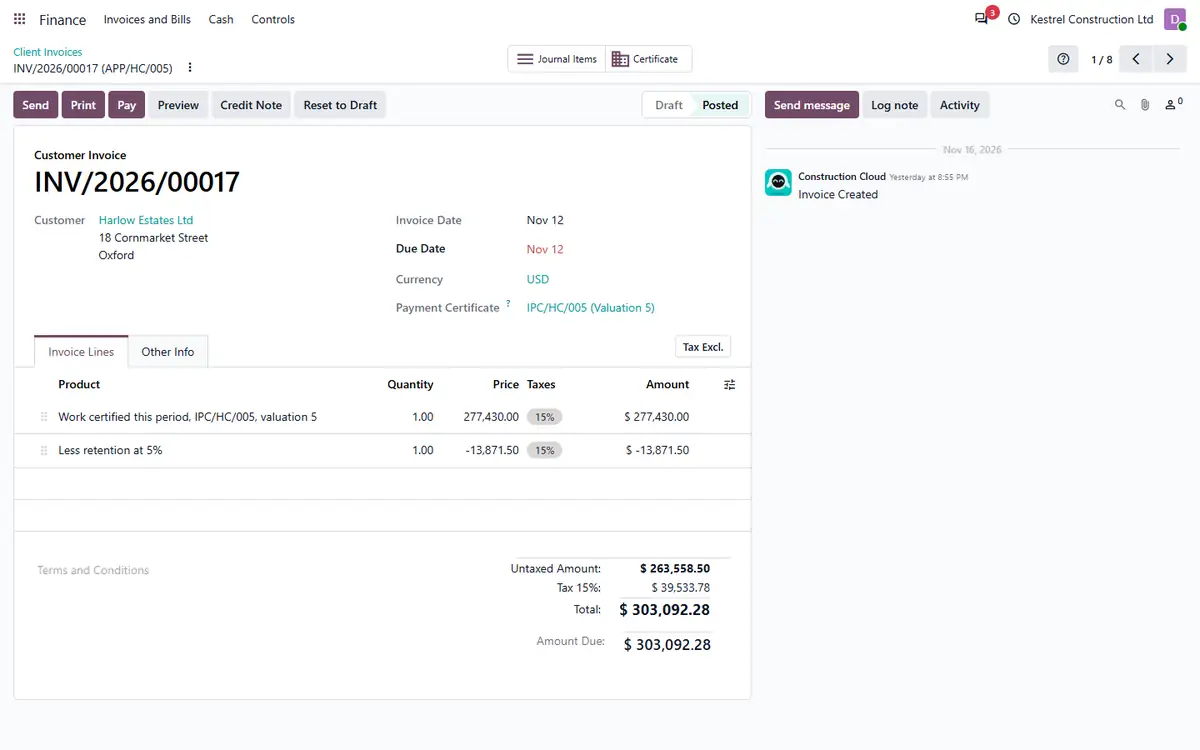 Finance Invoices and Bills Cash Controls 3 Kestrel Construction Ltd D
Client Invoices
INV/2026/00017 (APP/HC/005)
Journal Items Certificate
1 / 8
Send Print Pay Preview Credit Note Reset to Draft Draft Posted Send message Log note Activity 0
Customer Invoice
INV/2026/00017
Customer Harlow Estates Ltd
18 Cornmarket Street
Oxford
Invoice Date Nov 12
Due Date Nov 12
Currency USD
Payment Certificate ? IPC/HC/005 (Valuation 5)
Invoice Lines Other Info Tax Excl.
Product Quantity Price Taxes Amount
Work certified this period, IPC/HC/005, valuation 5 1.00 277,430.00 15% $ 277,430.00
Less retention at 5% 1.00 -13,871.50 15% $ -13,871.50
Terms and Conditions
Untaxed Amount: $ 263,558.50
Tax 15%: $ 39,533.78
Total: $ 303,092.28
Amount Due: $ 303,092.28
Nov 16, 2026
Construction Cloud Yesterday at 8:55 PM
Invoice Created